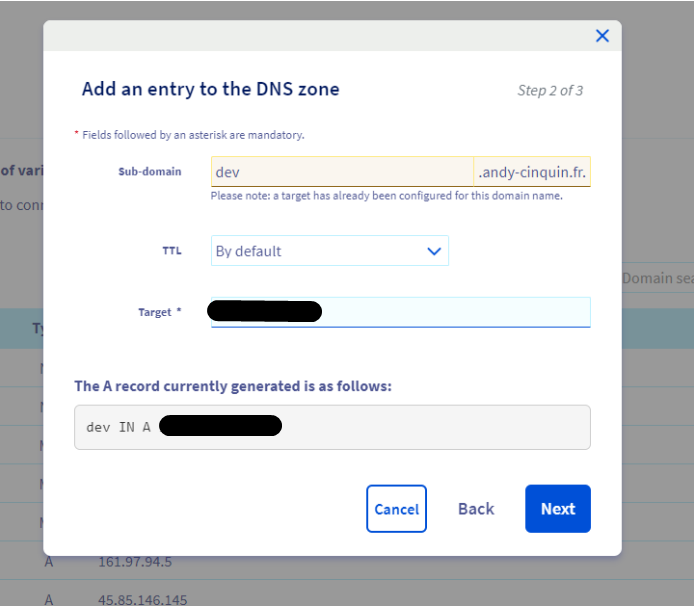 Add an entry to the DNS zone
Step 2 of 3
* Fields followed by an asterisk are mandatory.
of vari
Sub-domain
dev
.andy-cinquin.fr.
Please note: a target has already been configured for this domain name.
to conn
TTL
By default
Domain sea
Target *
The A record currently generated is as follows:
dev IN A
Cancel
Back
Next
A 161.97.94.5
A 45.85.146.145